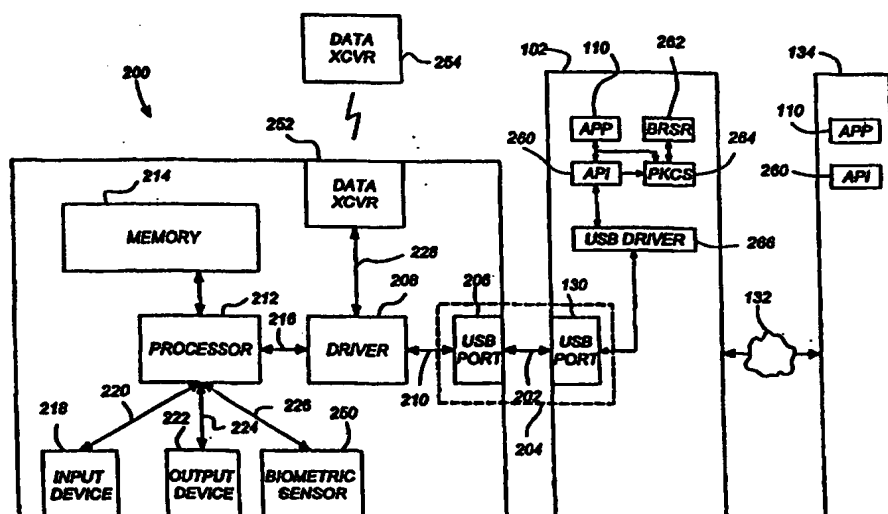 DATA
XCVR
254
200
252
102
110
262
134
APP
BRSR
110
APP
260
API
PKCS
264
260
API
214
MEMORY
DATA
XCVR
USB DRIVER
266
228
212
208
206
130
132
216
PROCESSOR
DRIVER
USB
PORT
USB
PORT
210
202
204
220
226
218
222
224
250
INPUT
DEVICE
OUTPUT
DEVICE
BIOMETRIC
SENSOR